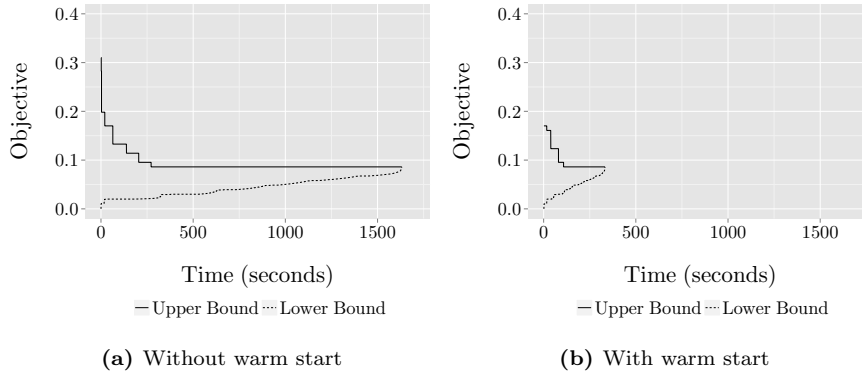 0.4
0.3
0.2
0.1
0.0
Objective
0 500 1000 1500
Time (seconds)
Upper Bound Lower Bound
(a) Without warm start
0.4
0.3
0.2
0.1
0.0
Objective
0 500 1000 1500
Time (seconds)
Upper Bound Lower Bound
(b) With warm start